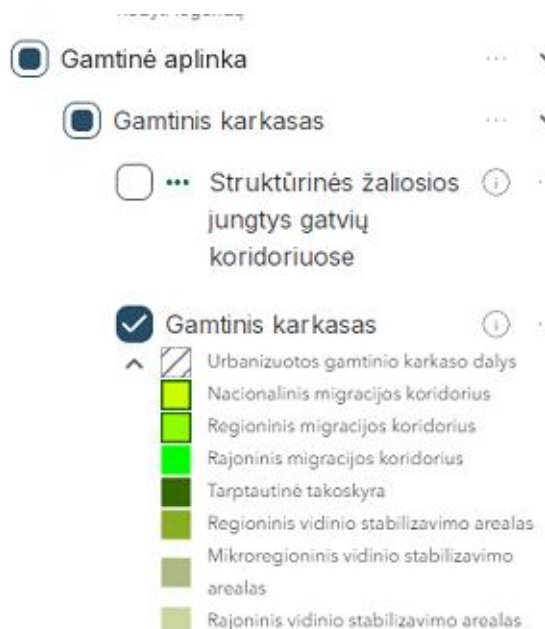 Gamtinė aplinka
Gamtinis karkasas
Struktūrinės žaliosios
jungtys gatvių
koridoriuose
Gamtinis karkasas
Urbanizuotos gamtinio karkaso dalys
Nacionalinis migracijos koridorius
Regioninis migracijos koridorius
Rajoninis migracijos koridorius
Tarptautinė takoskyra
Regioninis vidinio stabilizavimo arealas
Mikroregioninis vidinio stabilizavimo
arealas
Rajoninis vidinio stabilizavimo arealas